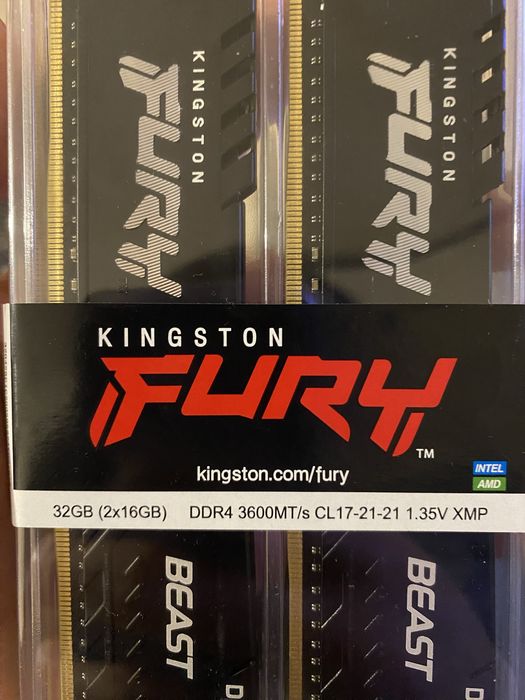 KINGSTON
FURY
KINGSTON
FURY
KINGSTON
FURY
TM
kingston.com/fury
INTEL
AMD
32GB (2x16GB) DDR4 3600MT/s CL17-21-21 1.35V XMP
BEAST
D
BEAST
D